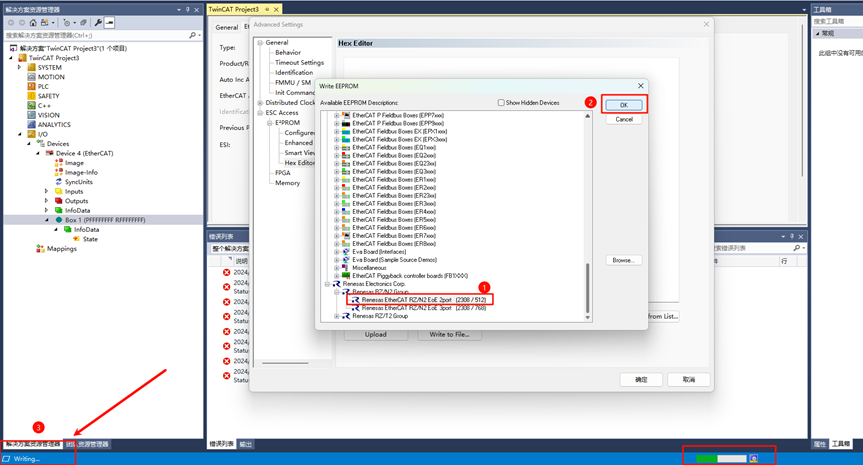 解决方案资源管理器
搜索解决方案资源管理器(Ctrl+;)
解决方案"TwinCAT Project3"(1 个项目)
TwinCAT Project3
SYSTEM
MOTION
PLC
SAFETY
C++
VISION
ANALYTICS
I/O
Devices
Device 4 (EtherCAT)
Image
Image-Info
SyncUnits
Inputs
Outputs
InfoData
Box 1 (PFFFFFFFF RFFFFFFFF)
InfoData
State
Mappings
3
解决方案资源管理器
团队资源管理器
Writing...
TwinCAT Project3
General
Type:
Product/R
Auto Inc A
EtherCAT
Identificati
Previous P
ESI:
错误列表
整个解决方案
说明
2024
Status
错误列表
输出
Advanced Settings
General
Behavior
Timeout Settings
Identification
FMMU / SM
Init Command
Distributed Clock
ESC Access
E²PROM
Configure
Enhanced
Smart View
Hex Editor
FPGA
Memory
Hex Editor
Upload
Write to File...
from List...
确定
取消
Write EEPROM
Available EEPROM Descriptions:
Show Hidden Devices
2
OK
Cancel
Browse...
EtherCAT P Fieldbus Boxes (EPP7xxx)
EtherCAT P Fieldbus Boxes (EPP9xxx)
EtherCAT Fieldbus Boxes EX (EPX1xxx)
EtherCAT Fieldbus Boxes EX (EPX3xxx)
EtherCAT Fieldbus Boxes (EQ1xxx)
EtherCAT Fieldbus Boxes (EQ2xxx)
EtherCAT Fieldbus Boxes (EQ23xx)
EtherCAT Fieldbus Boxes (EQ3xxx)
EtherCAT Fieldbus Boxes (ER1xxx)
EtherCAT Fieldbus Boxes (ER2xxx)
EtherCAT Fieldbus Boxes (ER23xx)
EtherCAT Fieldbus Boxes (ER3xxx)
EtherCAT Fieldbus Boxes (ER4xxx)
EtherCAT Fieldbus Boxes (ER5xxx)
EtherCAT Fieldbus Boxes (ER6xxx)
EtherCAT Fieldbus Boxes (ER7xxx)
EtherCAT Fieldbus Boxes (ER8xxx)
Eva Board (Interfaces)
Eva Board (Sample Source Demos)
Miscellaneous
EtherCAT Piggyback controller boards (FB1XXX)
Renesas Electronics Corp.
1
Renesas RZ/N2 Group
Renesas EtherCAT RZ/N2 EoE 2port (2308 / 512)
Renesas EtherCAT RZ/N2 EoE 3port (2308 / 768)
Renesas RZ/T2 Group
搜索错误列表
行
工具箱
搜索工具箱
常规
此组中没有可用的
属性
工具箱